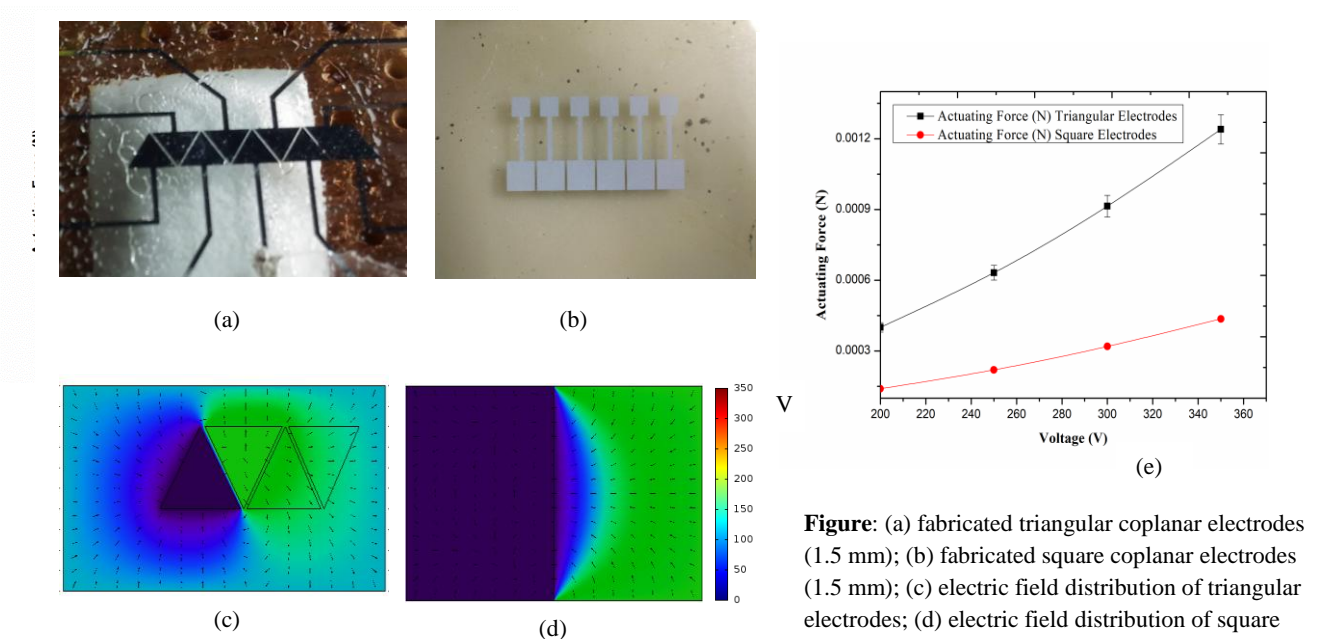 (a)
(b)
Actuating Force (N) Triangular Electrodes
Actuating Force (N) Square Electrodes
Actuating Force (N)
0.0012
0.0009
0.0006
0.0003
200 220 240 260 280 300 320 340 360
Voltage (V)
(e)
350
300
250
200
150
100
50
0
V
(c)
(d)
Figure: (a) fabricated triangular coplanar electrodes
(1.5 mm); (b) fabricated square coplanar electrodes
(1.5 mm); (c) electric field distribution of triangular
electrodes; (d) electric field distribution of square